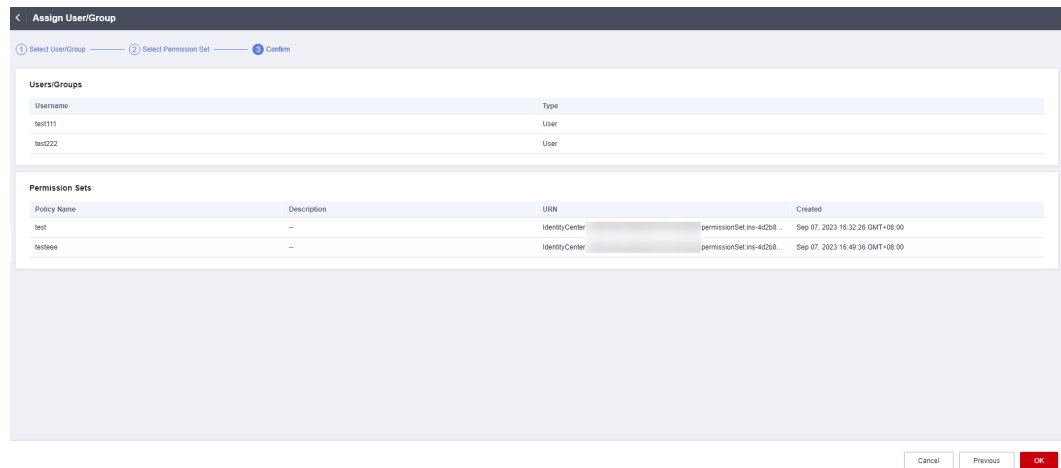 < Assign User/Group
1 Select User/Group 2 Select Permission Set 3 Confirm
Users/Groups
Username Type
test111 User
test222 User
Permission Sets
Policy Name Description URN Created
test -- IdentityCenter permissionSet:ins-4d2b8... Sep 07, 2023 16:32:26 GMT+08:00
testeee -- IdentityCenter permissionSet:ins-4d2b8... Sep 07, 2023 16:49:36 GMT+08:00
Cancel Previous OK